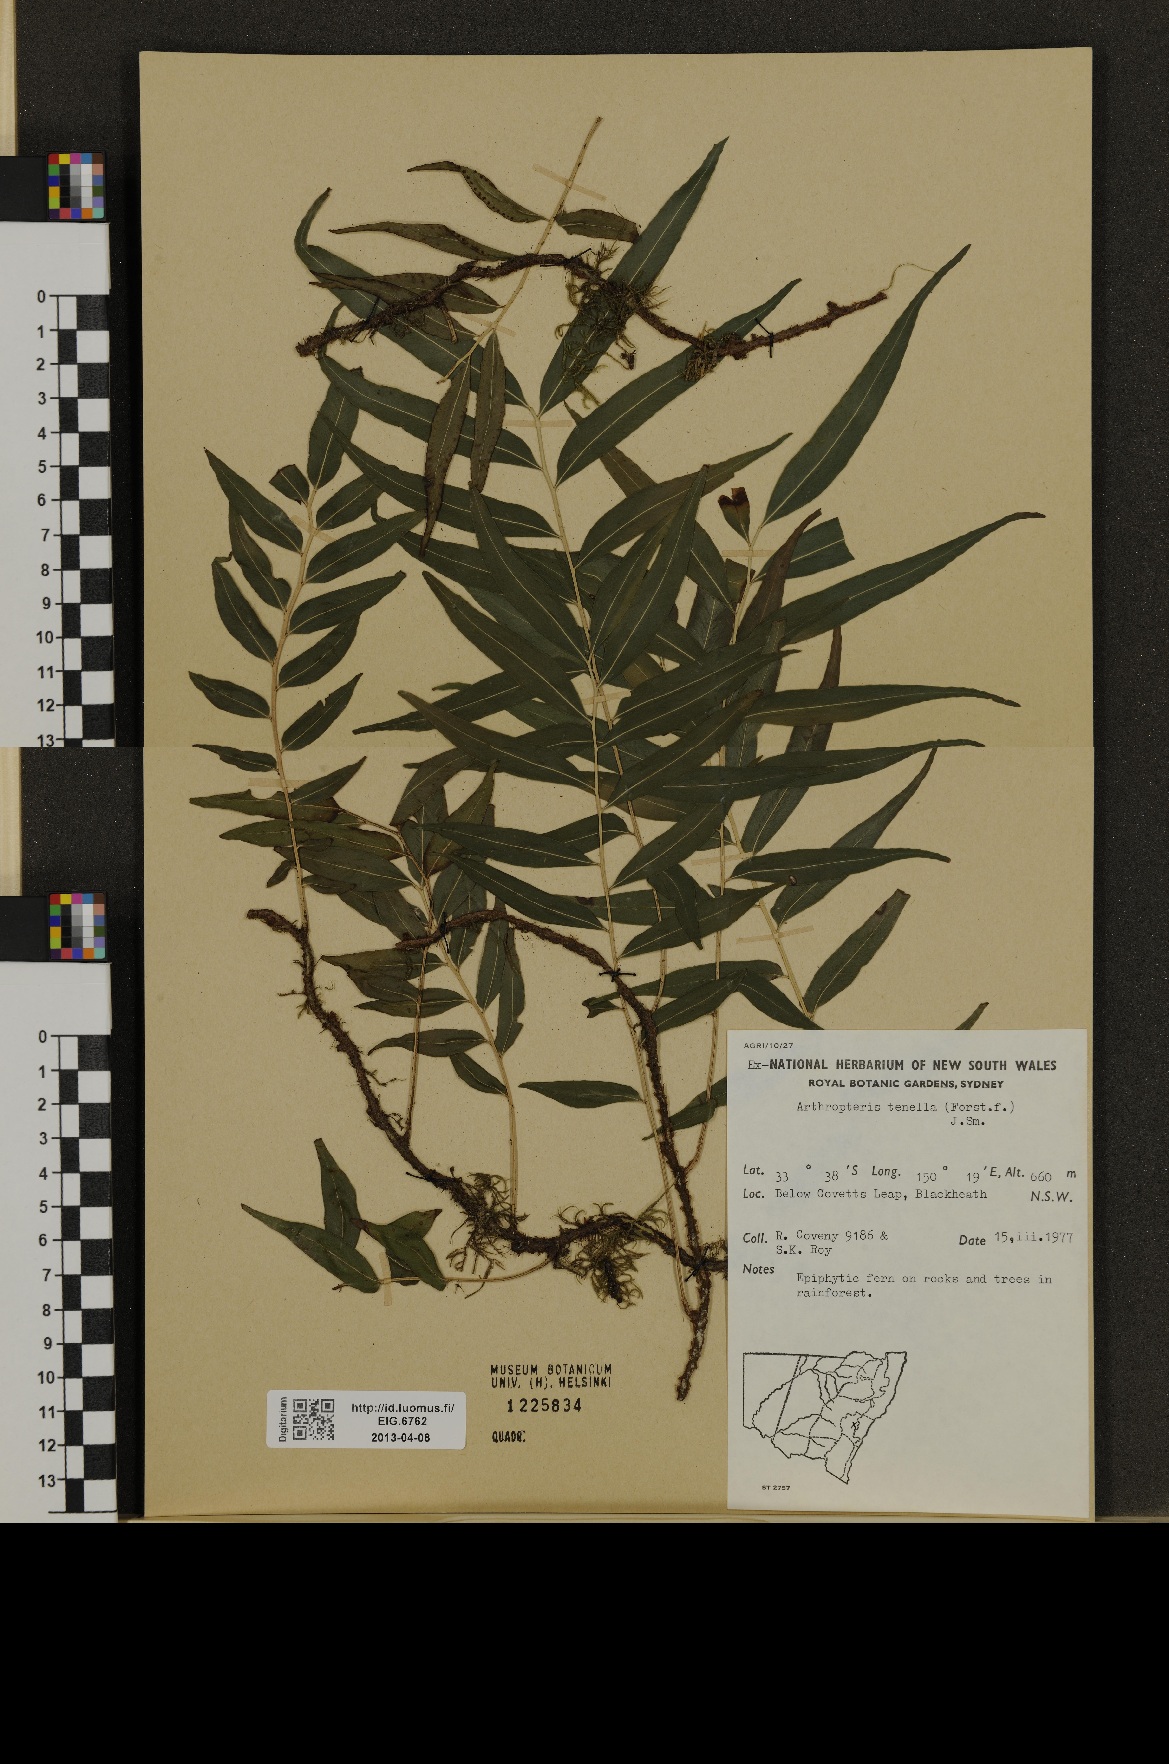 0
1
2
3
4
5
6
7
8
9
10
11
12
13
0
1
2
3
4
5
6
7
8
9
10
11
12
13
AGRI/10/27
Ex-NATIONAL HERBARIUM OF NEW SOUTH WALES
ROYAL BOTANIC GARDENS, SYDNEY
Arthropteris tenella (Forst.f.)
J.Sm.
Lat. 33 ° 38 'S Long. 150 ° 19 'E, Alt. 660 m
Loc. Below Govetts Leap, Blackheath N.S.W.
Coll. R. Coveny 9186 & Date 15.iii.1977
S.K. Roy
Notes
Epiphytic fern on rocks and trees in
rainforest.
ST 2757
MUSEUM BOTANICUM
UNIV. (H), HELSINKI
1225834
QUADR:
Digitarium
http://id.luomus.fi/
EIG.6762
2013-04-08